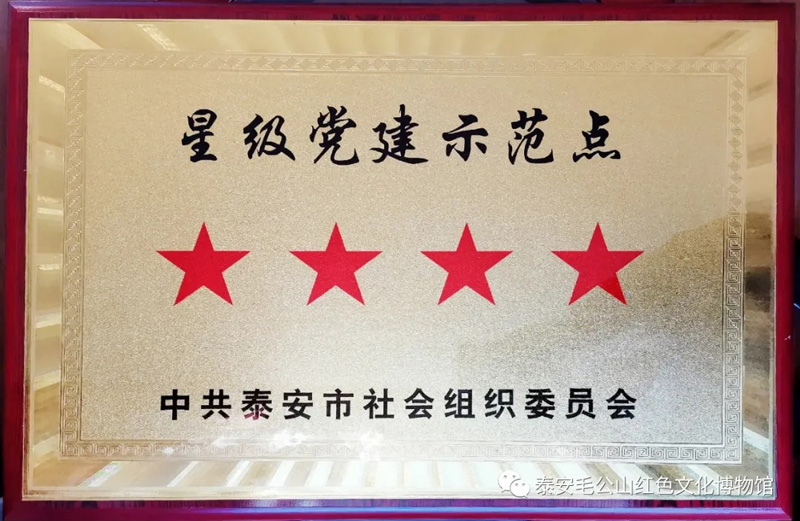 星级党建示范点
中共泰安市社会组织委员会
泰安毛公山红色文化博物馆